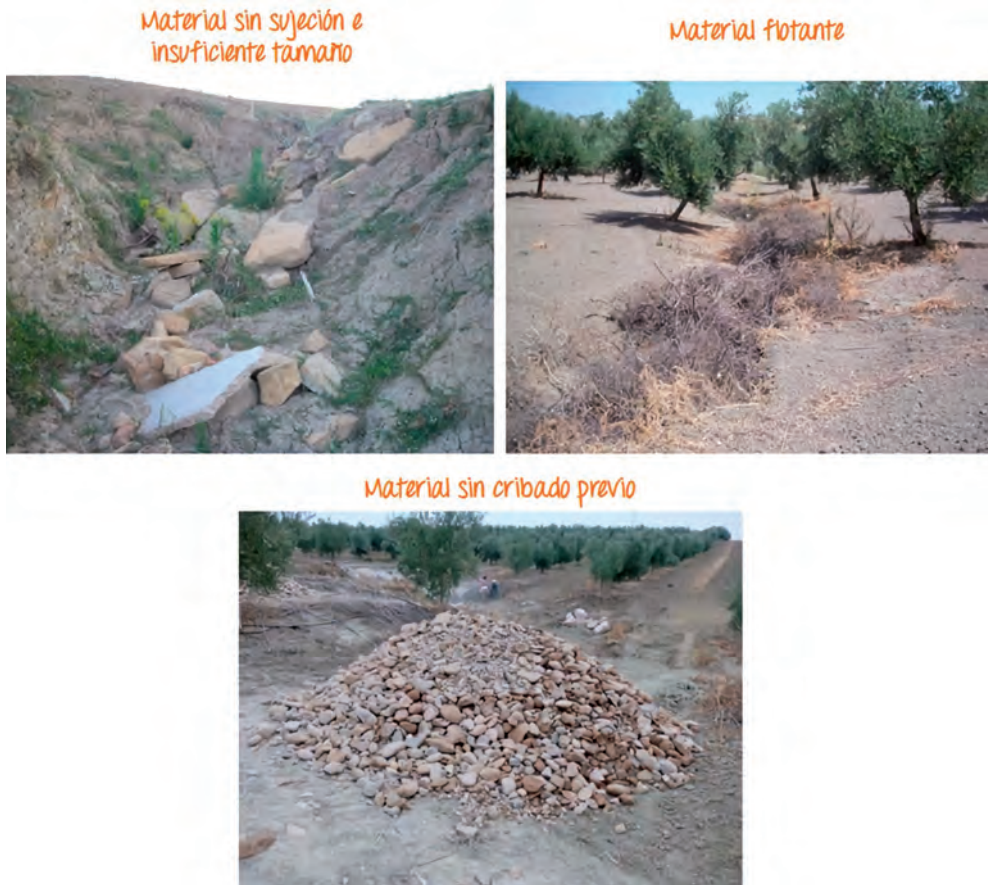 Material sin sujeción e
insuficiente tamaño
Material flotante
Material sin cribado previo